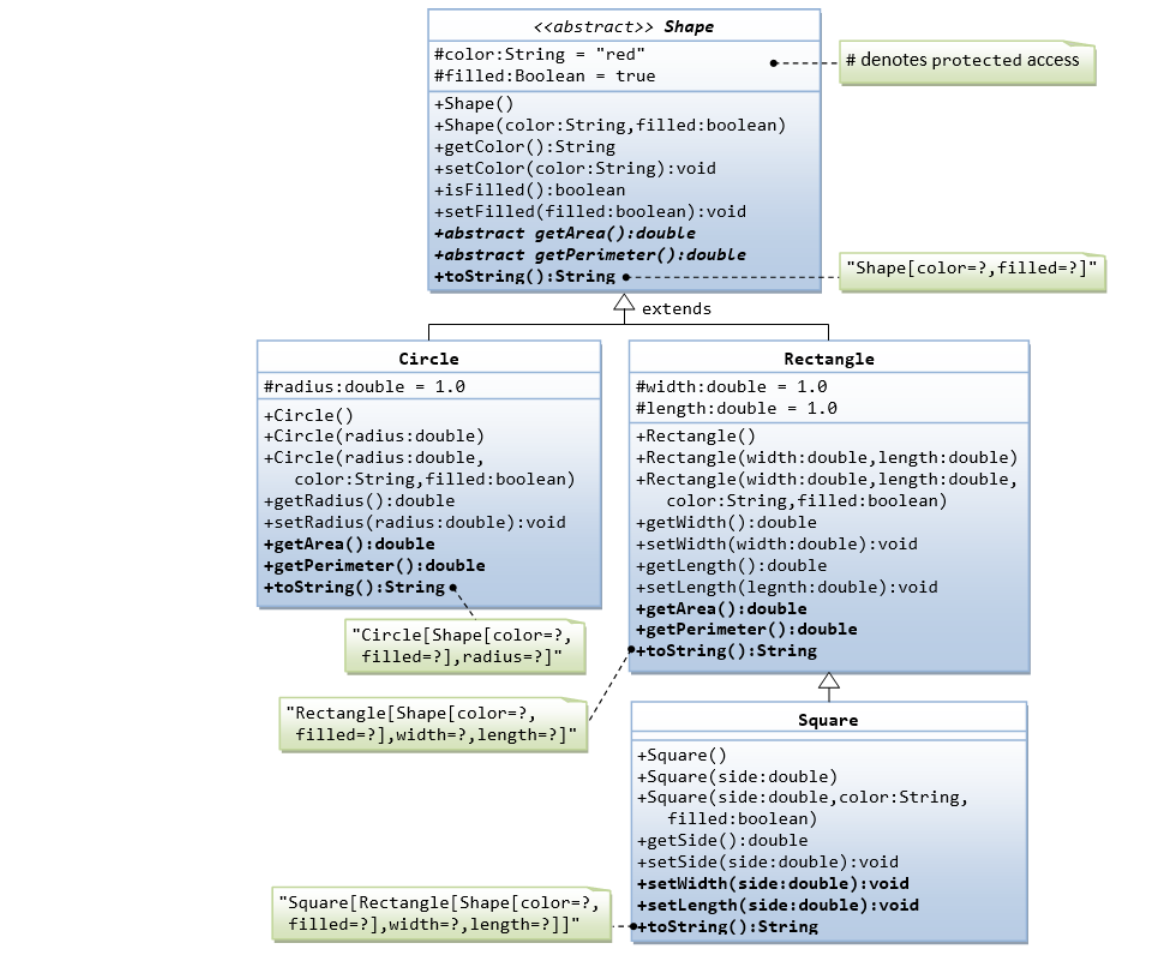 <<abstract>> Shape
#color:String = "red"
#filled:Boolean = true
# denotes protected access
+Shape()
+Shape(color:String,filled:boolean)
+getColor():String
+setColor(color:String):void
+isFilled():boolean
+setFilled(filled:boolean):void
+abstract getArea():double
+abstract getPerimeter():double
+toString():String
"Shape[color=?,filled=?]"
extends
Circle
#radius:double = 1.0
+Circle()
+Circle(radius:double)
+Circle(radius:double,
color:String,filled:boolean)
+getRadius():double
+setRadius(radius:double):void
+getArea():double
+getPerimeter():double
+toString():String
"Circle[Shape[color=?,
filled=?],radius=?]"
Rectangle
#width:double = 1.0
#length:double = 1.0
+Rectangle()
+Rectangle(width:double,length:double)
+Rectangle(width:double,length:double,
color:String,filled:boolean)
+getWidth():double
+setWidth(width:double):void
+getLength():double
+setLength(legnth:double):void
+getArea():double
+getPerimeter():double
+toString():String
"Rectangle[Shape[color=?,
filled=?],width=?,length=?]"
Square
+Square()
+Square(side:double)
+Square(side:double,color:String,
filled:boolean)
+getSide():double
+setSide(side:double):void
+setWidth(side:double):void
+setLength(side:double):void
+toString():String
"Square[Rectangle[Shape[color=?,
filled=?],width=?,length=?]]"